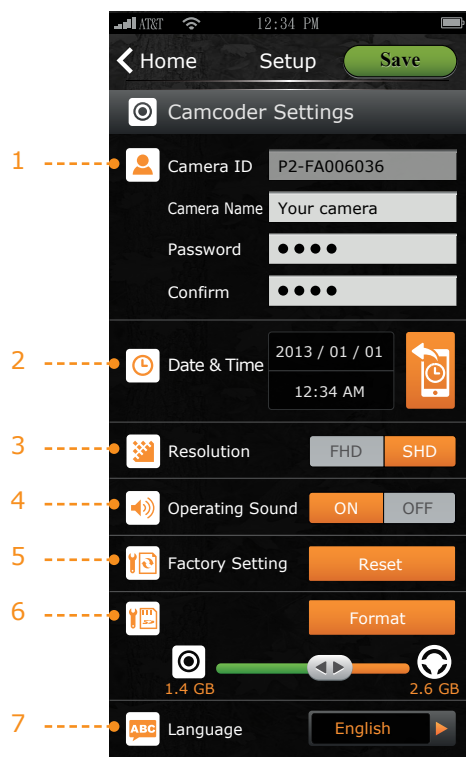 AT&T 12:34 PM
Home Setup Save
Camcoder Settings
1 Camera ID P2-FA006036
Camera Name Your camera
Password ●●●●
Confirm ●●●●
2 Date & Time 2013 / 01 / 01
12:34 AM
3 Resolution FHD SHD
4 Operating Sound ON OFF
5 Factory Setting Reset
6 Format
1.4 GB 2.6 GB
7 ABC Language English